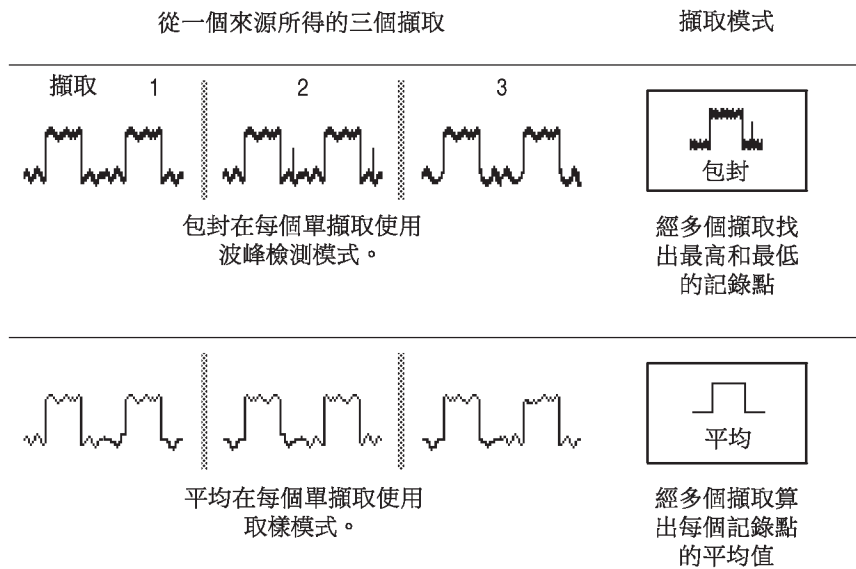 從一個來源所得的三個擷取
擷取模式
擷取 1 2 3
包封
包封在每個單擷取使用
波峰檢測模式。
經多個擷取找
出最高和最低
的記錄點
平均
平均在每個單擷取使用
取樣模式。
經多個擷取算
出每個記錄點
的平均值